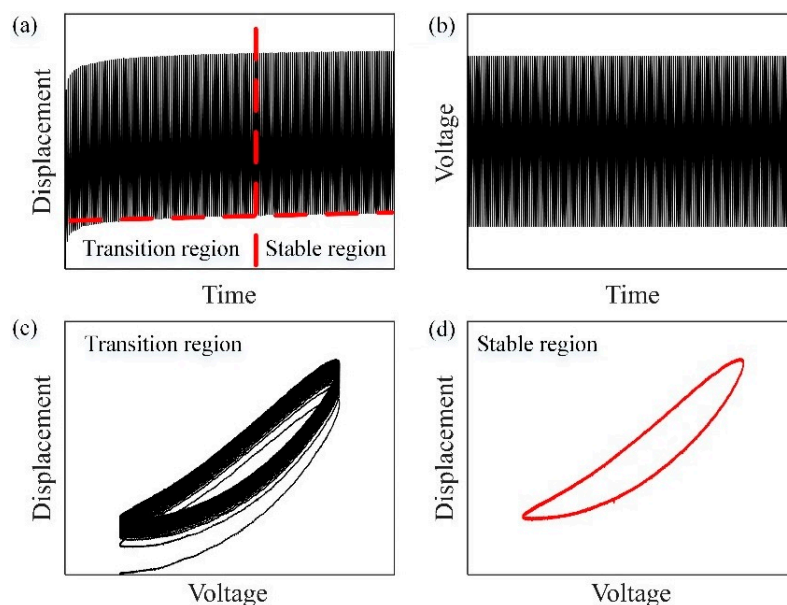 (a)
Displacement
Transition region
Stable region
Time
(b)
Voltage
Time
(c)
Transition region
Displacement
Voltage
(d)
Stable region
Displacement
Voltage